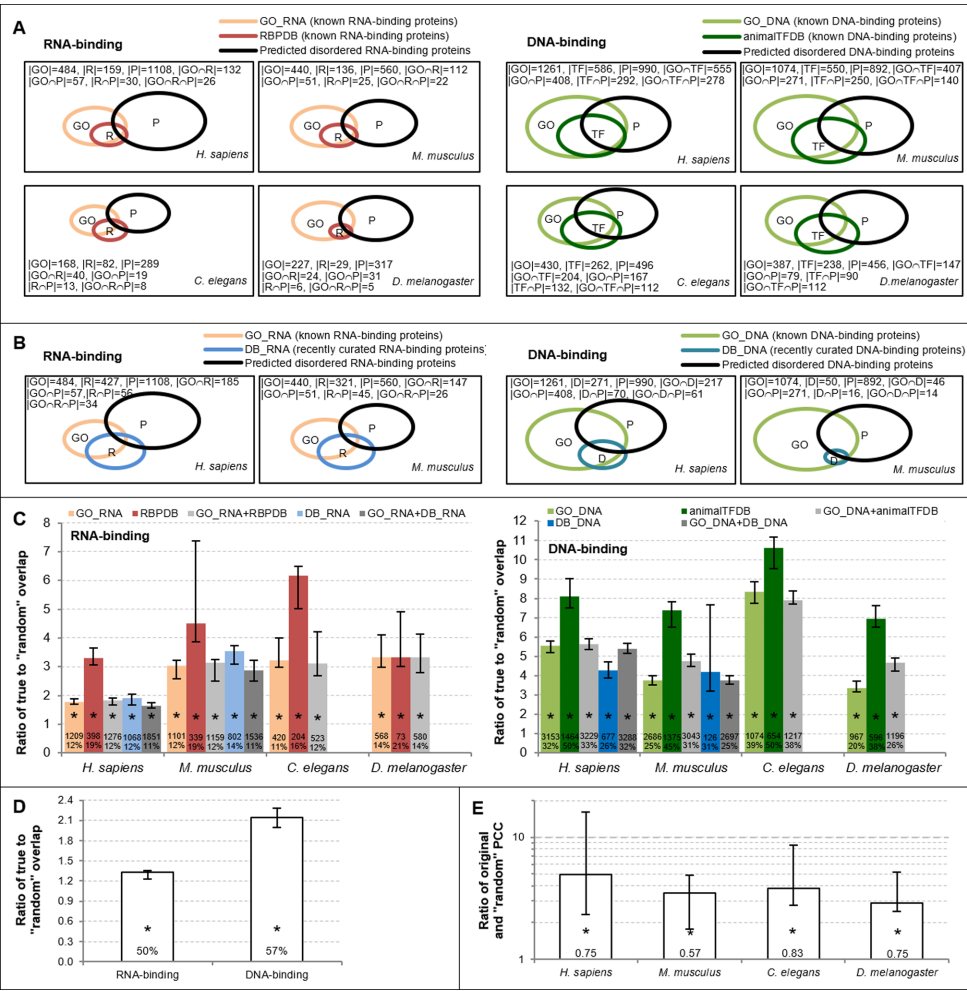 A
RNA-binding
GO_RNA (known RNA-binding proteins)
RBPDB (known RNA-binding proteins)
Predicted disordered RNA-binding proteins
|GO|=484, |R|=159, |P|=1108, |GO∩R|=132
|GO∩P|=57, |R∩P|=30, |GO∩R∩P|=26
GO
R
P
H. sapiens
|GO|=440, |R|=136, |P|=560, |GO∩R|=112
|GO∩P|=51, |R∩P|=25, |GO∩R∩P|=22
GO
R
P
M. musculus
GO
R
P
|GO|=168, |R|=82, |P|=289
|GO∩R|=40, |GO∩P|=19
|R∩P|=13, |GO∩R∩P|=8
C. elegans
GO
R
P
|GO|=227, |R|=29, |P|=317
|GO∩R|=24, |GO∩P|=31
|R∩P|=6, |GO∩R∩P|=5
D. melanogaster
DNA-binding
GO_DNA (known DNA-binding proteins)
animalTFDB (known DNA-binding proteins)
Predicted disordered DNA-binding proteins
|GO|=1261, |TF|=586, |P|=990, |GO∩TF|=555
|GO∩P|=408, |TF∩P|=292, |GO∩TF∩P|=278
GO
TF
P
H. sapiens
|GO|=1074, |TF|=550, |P|=892, |GO∩TF|=407
|GO∩P|=271, |TF∩P|=250, |GO∩TF∩P|=140
GO
TF
P
M. musculus
GO
TF
P
|GO|=430, |TF|=262, |P|=496
|GO∩TF|=204, |GO∩P|=167
|TF∩P|=132, |GO∩TF∩P|=112
C. elegans
GO
TF
P
|GO|=387, |TF|=238, |P|=456, |GO∩TF|=147
|GO∩P|=79, |TF∩P|=90
|GO∩TF∩P|=112
D.melanogaster
B
RNA-binding
GO_RNA (known RNA-binding proteins)
DB_RNA (recently curated RNA-binding proteins)
Predicted disordered RNA-binding proteins
|GO|=484, |R|=427, |P|=1108, |GO∩R|=185
|GO∩P|=57,|R∩P|=56
|GO∩R∩P|=34
GO
R
P
H. sapiens
|GO|=440, |R|=321, |P|=560, |GO∩R|=147
|GO∩P|=51, |R∩P|=45, |GO∩R∩P|=26
GO
R
P
M. musculus
DNA-binding
GO_DNA (known DNA-binding proteins)
DB_DNA (recently curated DNA-binding proteins)
Predicted disordered DNA-binding proteins
|GO|=1261, |D|=271, |P|=990, |GO∩D|=217
|GO∩P|=408, |D∩P|=70, |GO∩D∩P|=61
GO
D
P
H. sapiens
|GO|=1074, |D|=50, |P|=892, |GO∩D|=46
|GO∩P|=271, |D∩P|=16, |GO∩D∩P|=14
GO
D
P
M. musculus
C
GO_RNA RBPDB GO_RNA+RBPDB DB_RNA GO_RNA+DB_RNA
RNA-binding
Ratio of true to "random" overlap
8
7
6
5
4
3
2
1
0
* * * * * * * * * * * * * * * *
1209 398 1276 1068 1851 1101 339 1159 802 1536 420 204 523 568 73 580
12% 19% 12% 12% 11% 12% 19% 12% 14% 11% 11% 16% 12% 14% 21% 14%
H. sapiens M. musculus C. elegans D. melanogaster
GO_DNA animalTFDB GO_DNA+animalTFDB
DB_DNA GO_DNA+DB_DNA
DNA-binding
Ratio of true to "random" overlap
12
11
10
9
8
7
6
5
4
3
2
1
0
* * * * * * * * * * * * * * * *
3153 1464 3229 677 3288 2686 1375 3043 126 2697 1074 654 1217 967 596 1196
32% 50% 33% 26% 32% 25% 45% 31% 31% 25% 39% 50% 38% 20% 38% 26%
H. sapiens M. musculus C. elegans D. melanogaster
D
Ratio of true to "random" overlap
2.4
2.1
1.8
1.5
1.2
0.9
0.6
0.3
0.0
* *
50% 57%
RNA-binding DNA-binding
E
Ratio of original and "random" PCC
10
1
* * * *
0.75 0.57 0.83 0.75
H. sapiens M. musculus C. elegans D. melanogaster